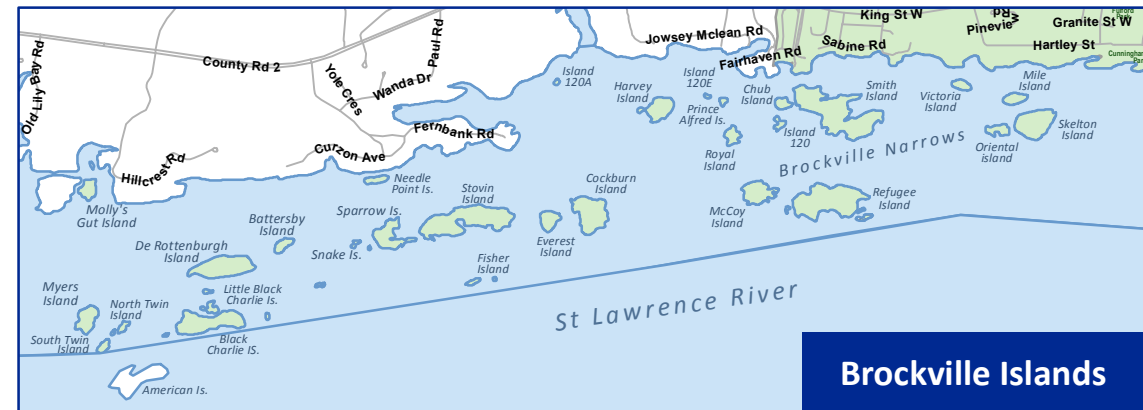 King St W
Pinevie
w
Rd
Granite St W
Fulford
Hartley St
Cunningham
Old Lily Bay Rd
County Rd 2
Paul Rd
Yole Cres
Wanda Dr
Jowsey Mclean Rd
Fairhaven Rd
Sabine Rd
Island
120A
Harvey
Island
Island
120E
Prince
Alfred Is.
Chub
Island
Smith
Island
Victoria
Island
Mile
Island
Skelton
Island
Oriental
island
Island
120
Royal
Island
Brockville Narrows
Fernbank Rd
Curzon Ave
Hillcrest Rd
Molly's
Gut Island
Needle
Point Is.
Sparrow Is.
Stovin
Island
Cockburn
Island
McCoy
Island
Refugee
Island
Battersby
Island
De Rottenburgh
Island
Snake Is.
Everest
Island
Fisher
Island
Myers
Island
North Twin
Island
Little Black
Charlie Is.
South Twin
Island
Black
Charlie IS.
American Is.
St Lawrence River
Brockville Islands